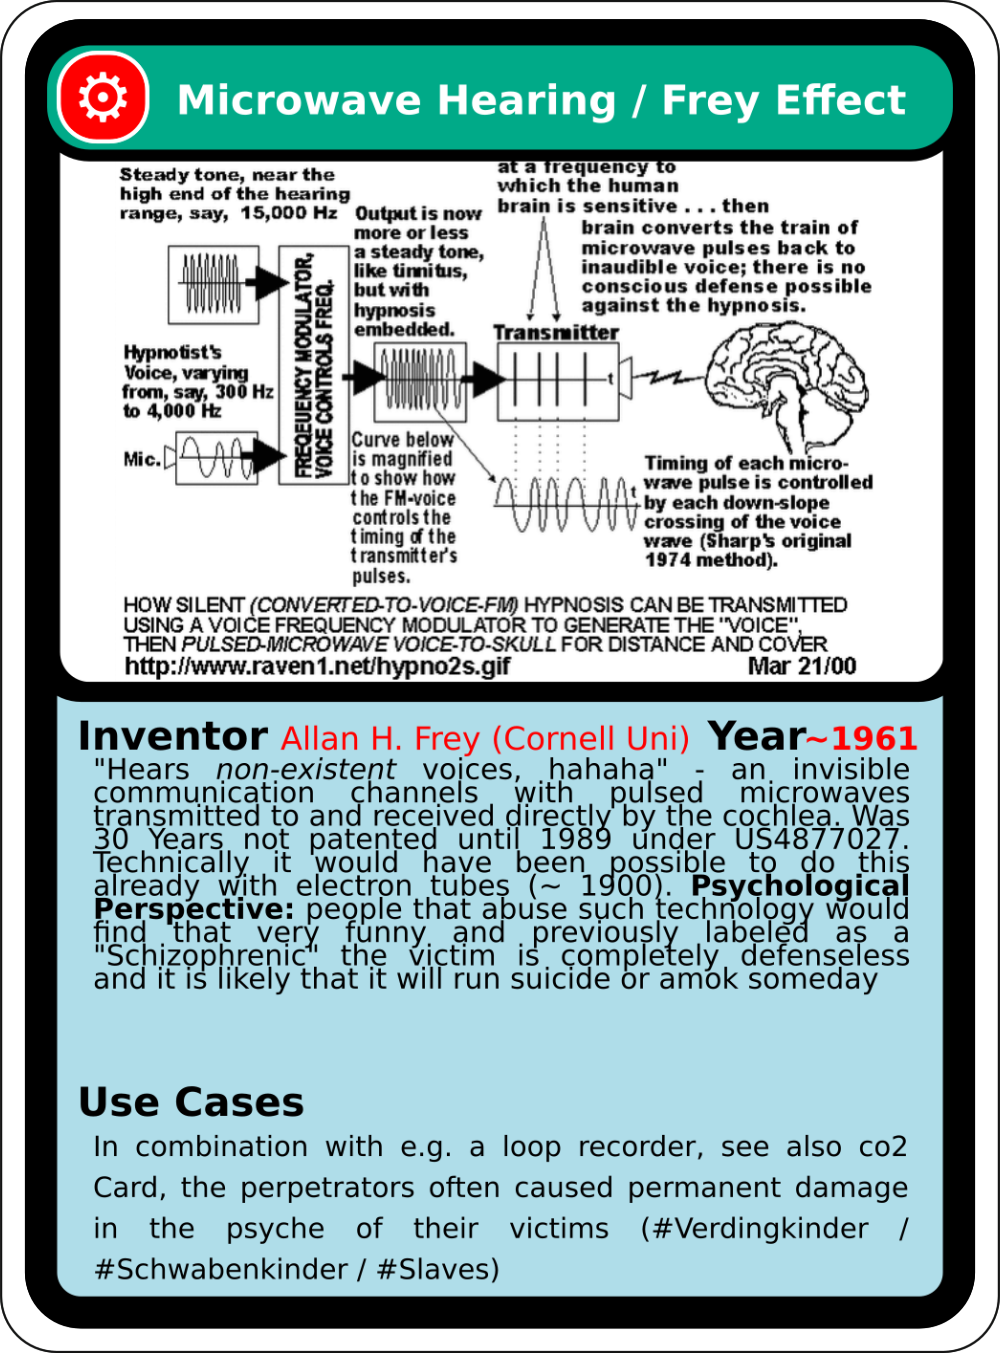 Microwave Hearing / Frey Effect
Steady tone, near the
high end of the hearing
range, say, 15,000 Hz
Output is now
more or less
a steady tone,
like tinnitus,
but with
hypnosis
embedded.
at a frequency to
which the human
brain is sensitive . . . then
brain converts the train of
microwave pulses back to
inaudible voice; there is no
conscious defense possible
against the hypnosis.
FREQEUENCY MODULATOR,
VOICE CONTROLS FREQ.
Transmitter
t
Hypnotist's
Voice, varying
from, say, 300 Hz
to 4,000 Hz
Mic.
Curve below
is magnified
to show how
the FM-voice
controls the
timing of the
transmitter's
pulses.
t
Timing of each micro-
wave pulse is controlled
by each down-slope
crossing of the voice
wave (Sharp's original
1974 method).
HOW SILENT (CONVERTED-TO-VOICE-FM) HYPNOSIS CAN BE TRANSMITTED
USING A VOICE FREQUENCY MODULATOR TO GENERATE THE "VOICE",
THEN PULSED-MICROWAVE VOICE-TO-SKULL FOR DISTANCE AND COVER
http://www.raven1.net/hypno2s.gif Mar 21/00
Inventor Allan H. Frey (Cornell Uni) Year~1961
"Hears non-existent voices, hahaha" - an invisible
communication channels with pulsed microwaves
transmitted to and received directly by the cochlea. Was
30 Years not patented until 1989 under US4877027.
Technically it would have been possible to do this
already with electron tubes (~ 1900). Psychological
Perspective: people that abuse such technology would
find that very funny and previously labeled as a
"Schizophrenic" the victim is completely defenseless
and it is likely that it will run suicide or amok someday
Use Cases
In combination with e.g. a loop recorder, see also co2
Card, the perpetrators often caused permanent damage
in the psyche of their victims (#Verdingkinder /
#Schwabenkinder / #Slaves)